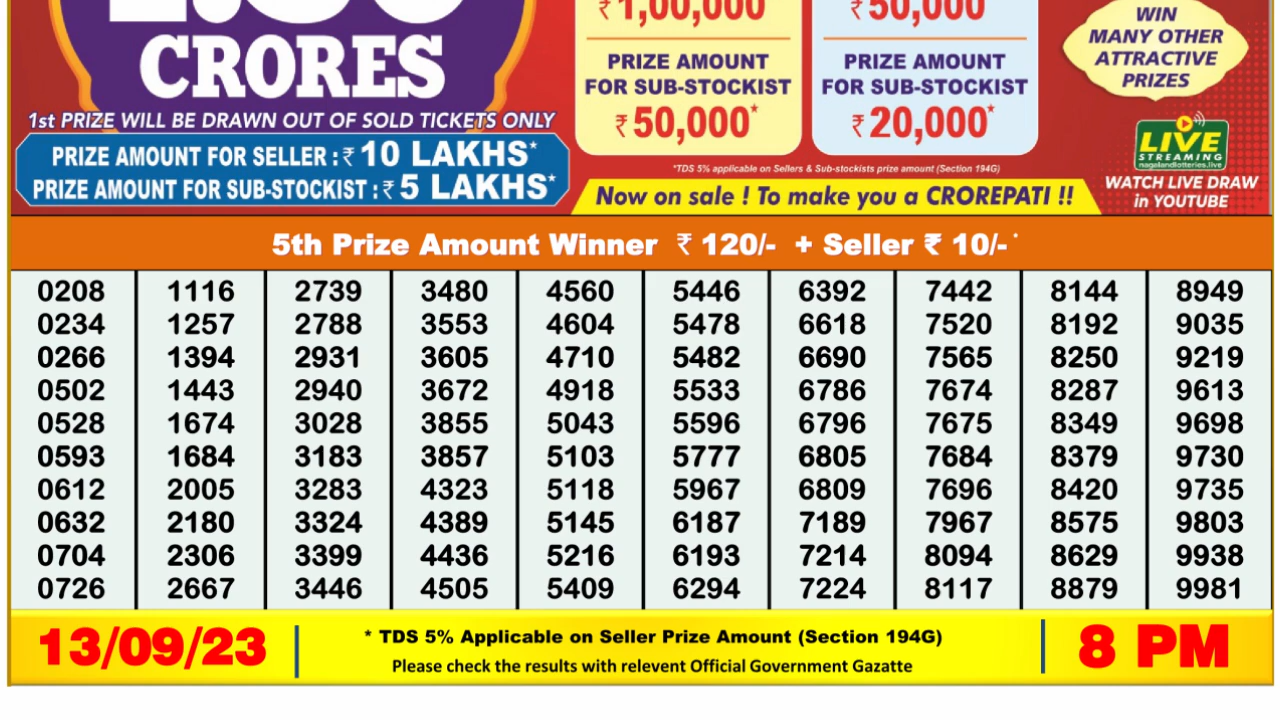 CRORES
1st PRIZE WILL BE DRAWN OUT OF SOLD TICKETS ONLY
PRIZE AMOUNT FOR SELLER : ₹ 10 LAKHS*
PRIZE AMOUNT FOR SUB-STOCKIST : ₹ 5 LAKHS*
₹ 1,00,000*
PRIZE AMOUNT
FOR SUB-STOCKIST
₹ 50,000*
₹ 50,000*
PRIZE AMOUNT
FOR SUB-STOCKIST
₹ 20,000*
*TDS 5% applicable on Sellers & Sub-stockists prize amount (Section 194G)
Now on sale ! To make you a CROREPATI !!
WIN
MANY OTHER
ATTRACTIVE
PRIZES
LIVE
STREAMING
nagalandlotteries.live
WATCH LIVE DRAW
in YOUTUBE
5th Prize Amount Winner ₹ 120/- + Seller ₹ 10/- *
0208 1116 2739 3480 4560 5446 6392 7442 8144 8949
0234 1257 2788 3553 4604 5478 6618 7520 8192 9035
0266 1394 2931 3605 4710 5482 6690 7565 8250 9219
0502 1443 2940 3672 4918 5533 6786 7674 8287 9613
0528 1674 3028 3855 5043 5596 6796 7675 8349 9698
0593 1684 3183 3857 5103 5777 6805 7684 8379 9730
0612 2005 3283 4323 5118 5967 6809 7696 8420 9735
0632 2180 3324 4389 5145 6187 7189 7967 8575 9803
0704 2306 3399 4436 5216 6193 7214 8094 8629 9938
0726 2667 3446 4505 5409 6294 7224 8117 8879 9981
13/09/23
* TDS 5% Applicable on Seller Prize Amount (Section 194G)
Please check the results with relevent Official Government Gazatte
8 PM